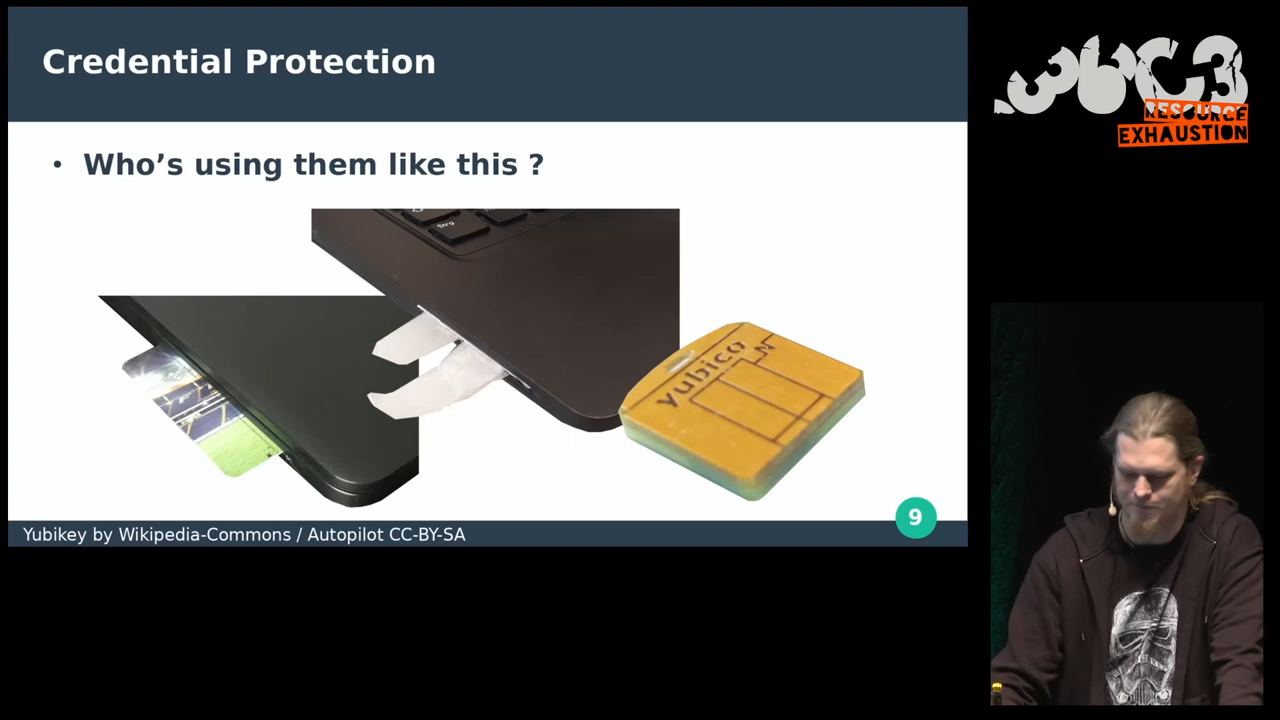 Credential Protection
• Who’s using them like this ?
Strg
yubico
N
9
Yubikey by Wikipedia-Commons / Autopilot CC-BY-SA
36C3
RESOURCE
EXHAUSTION